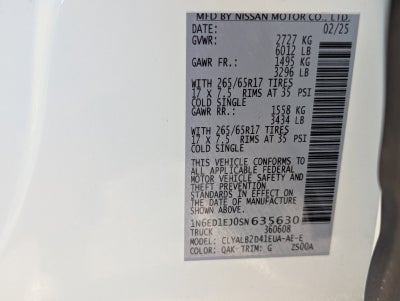 MFD BY NISSAN MOTOR CO., LTD.
DATE: 02/25
GVWR: 2727 KG
6012 LB
GAWR FR.: 1495 KG
3296 LB
WITH 265/65R17 TIRES
17 X 7.5 RIMS AT 35 PSI
COLD SINGLE
GAWR RR.: 1558 KG
3434 LB
WITH 265/65R17 TIRES
17 X 7.5 RIMS AT 35 PSI
COLD SINGLE
THIS VEHICLE CONFORMS TO
ALL APPLICABLE FEDERAL
MOTOR VEHICLE SAFETY AND
THEFT PREVENTION
STANDARDS IN EFFECT ON
THE DATE OF MANUFACTURE
SHOWN ABOVE.
1N6ED1EJ0SN635630
TRUCK 360608
MODEL: CLYALBZD41EUA-AE-E
COLOR: QAK-TRIM: G 2500A